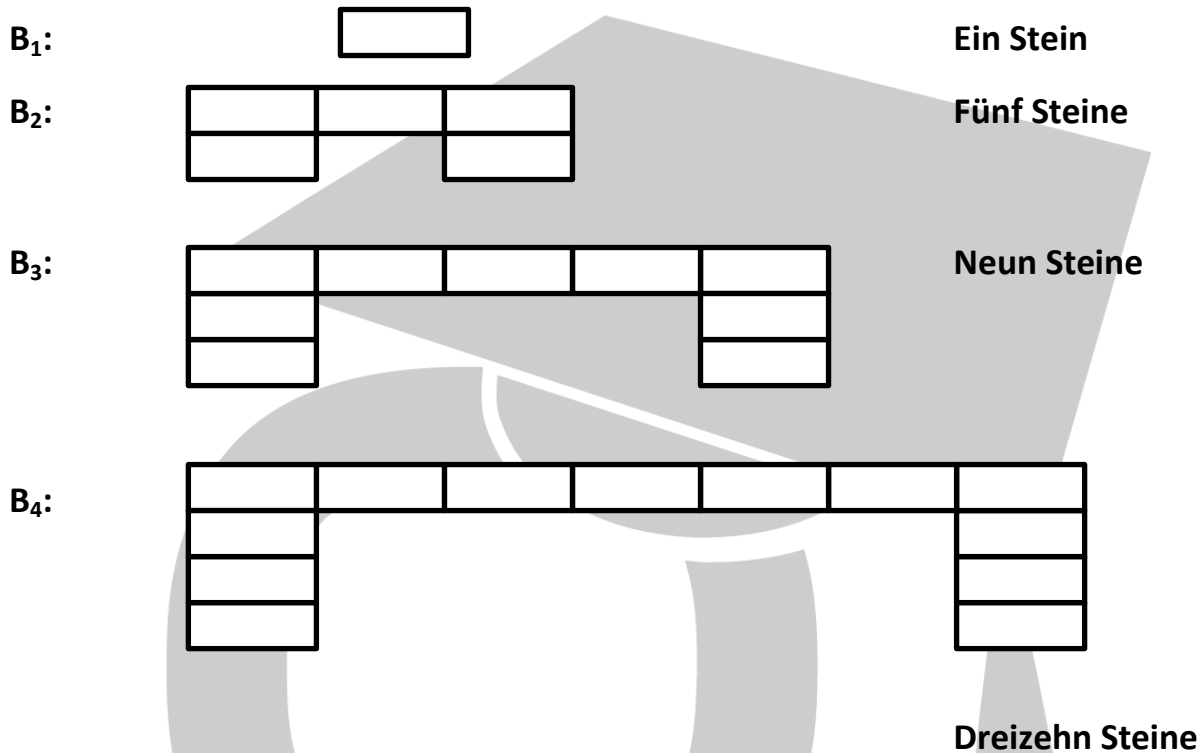 B₁: Ein Stein
B₂: Fünf Steine
B₃: Neun Steine
B₄:
Dreizehn Steine